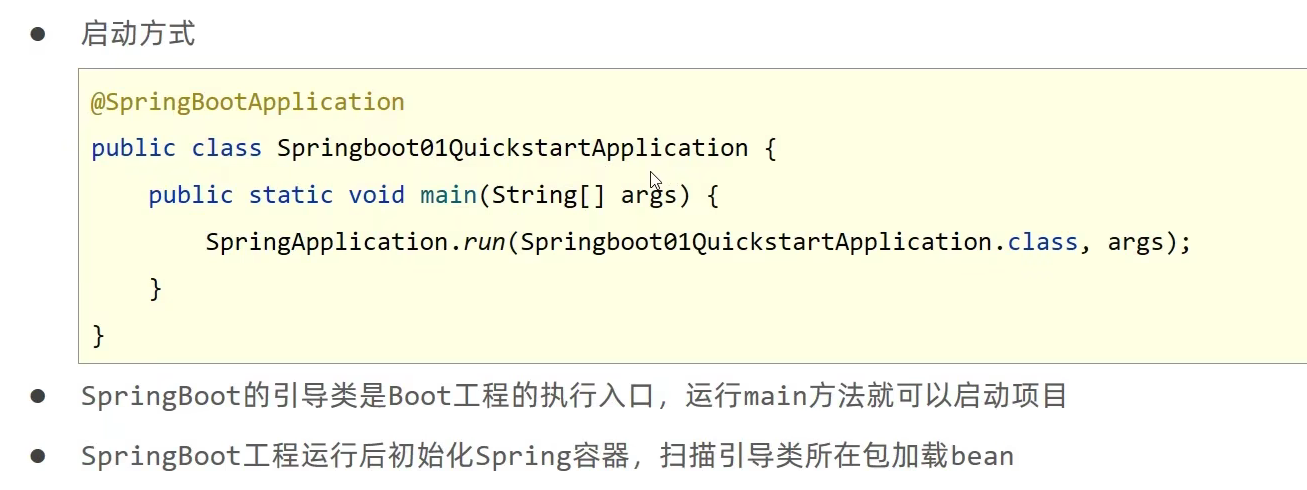 ● 启动方式
@SpringBootApplication
public class Springboot01QuickstartApplication {
    public static void main(String[] args) {
        SpringApplication.run(Springboot01QuickstartApplication.class, args);
    }
}
● SpringBoot的引导类是Boot工程的执行入口，运行main方法就可以启动项目
● SpringBoot工程运行后初始化Spring容器，扫描引导类所在包加载bean